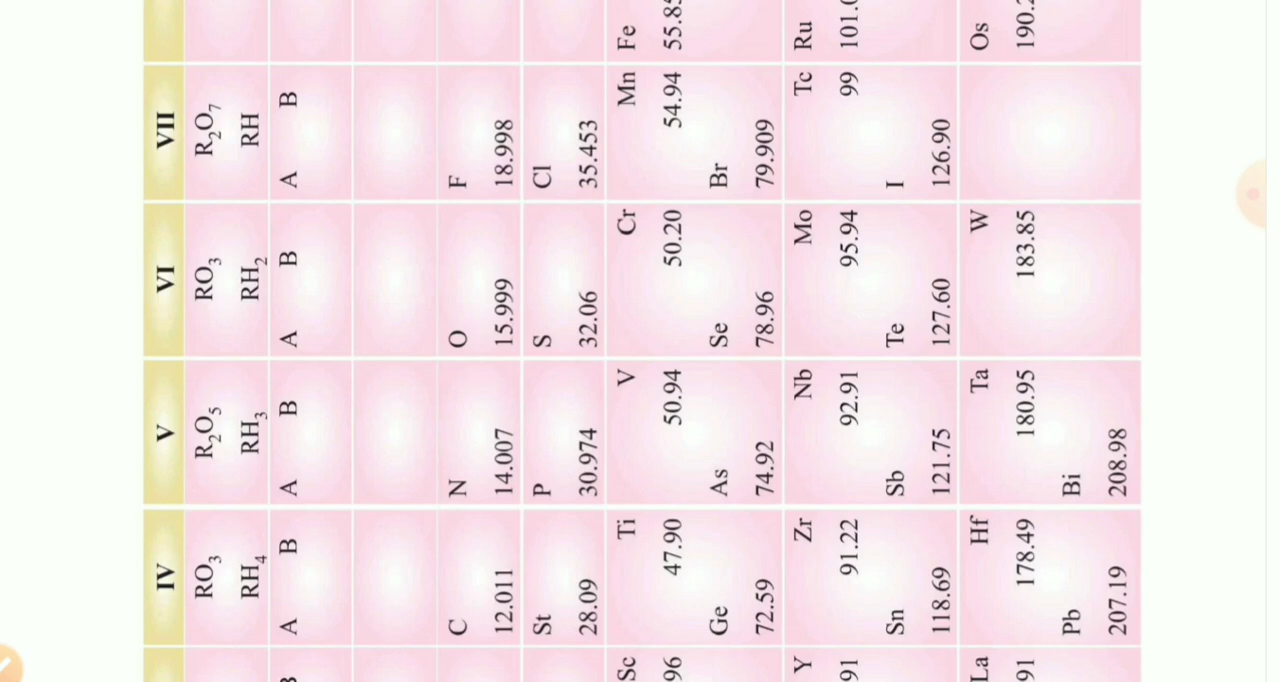 IV V VI VII
RO₃ R₂O₅ RO₃ R₂O₇
RH₄ RH₃ RH₂ RH
A B A B A B A B
C N O F
12.011 14.007 15.999 18.998
St P S Cl
28.09 30.974 32.06 35.453
Sc Ti V Cr Mn Fe
96 47.90 50.94 50.20 54.94 55.85
Ge As Se Br
72.59 74.92 78.96 79.909
Y Zr Nb Mo Tc Ru
91 91.22 92.91 95.94 99 101.
Sn Sb Te I
118.69 121.75 127.60 126.90
La Hf Ta W Os
91 178.49 180.95 183.85 190.
Pb Bi
207.19 208.98